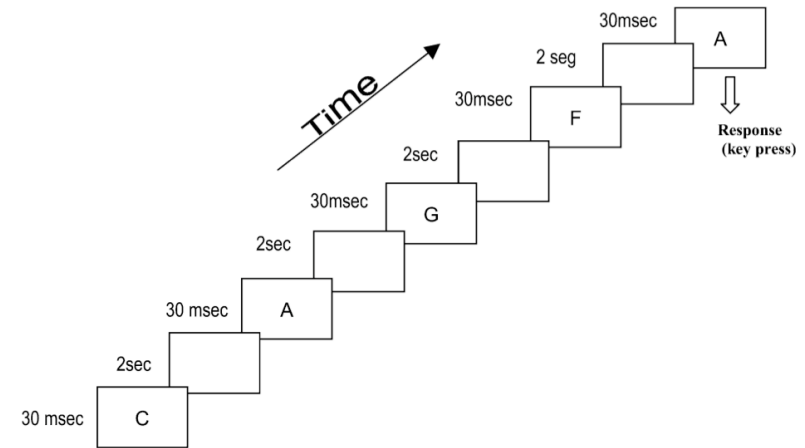 30msec
A
2 seg
Time
30msec
F
Response
(key press)
2sec
30msec
G
2sec
30 msec
A
2sec
30 msec
C